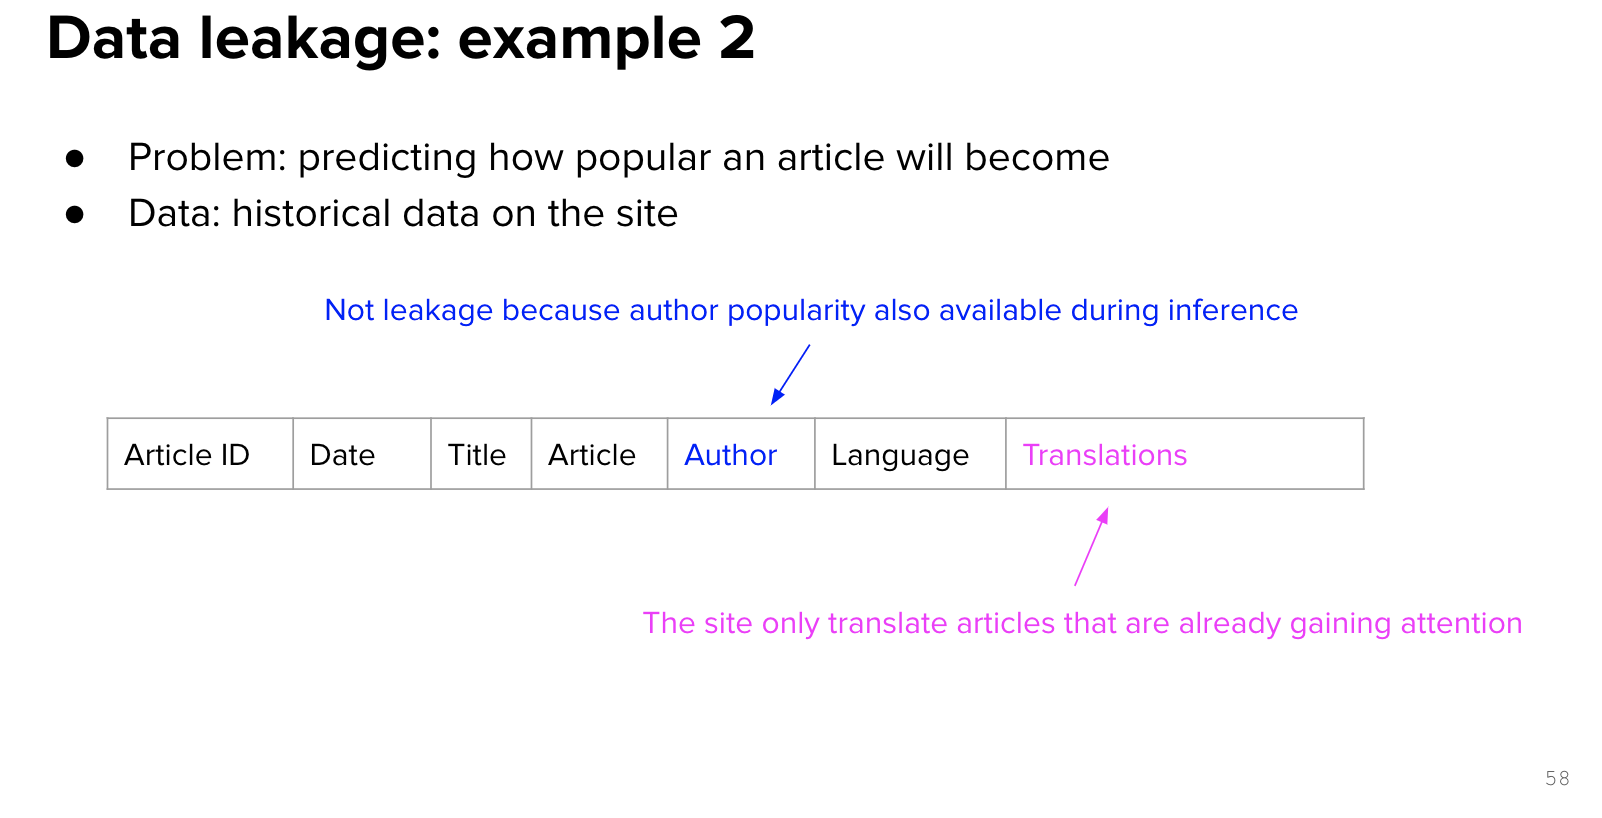 Data leakage: example 2
● Problem: predicting how popular an article will become
● Data: historical data on the site
Not leakage because author popularity also available during inference
Article ID Date Title Article Author Language Translations
The site only translate articles that are already gaining attention
58